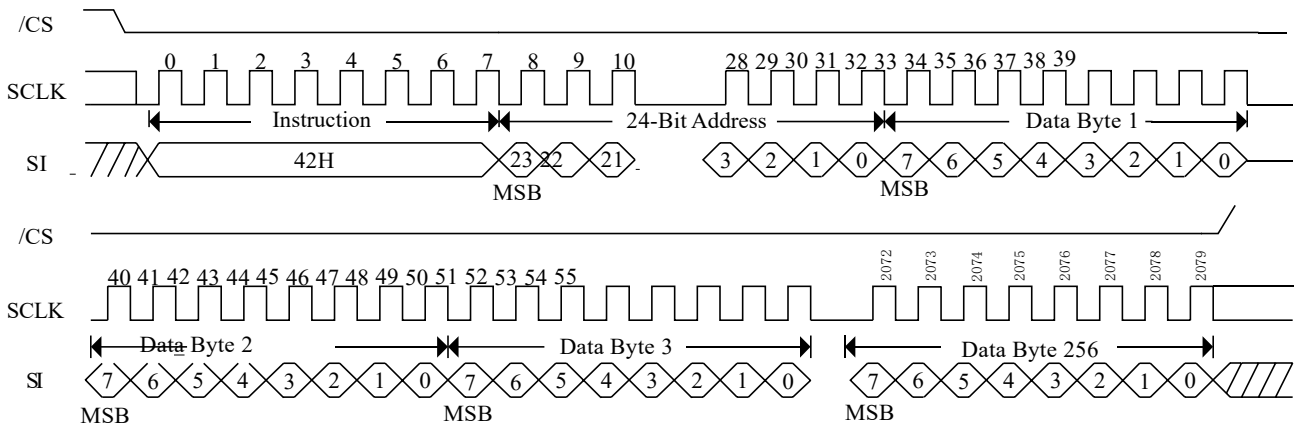 /CS
0 1 2 3 4 5 6 7 8 9 10 28 29 30 31 32 33 34 35 36 37 38 39
SCLK
Instruction 24-Bit Address Data Byte 1
SI 42H 23 22 21 3 2 1 0 7 6 5 4 3 2 1 0
MSB MSB
/CS
40 41 42 43 44 45 46 47 48 49 50 51 52 53 54 55 2072 2073 2074 2075 2076 2077 2078 2079
SCLK
Data Byte 2 Data Byte 3 Data Byte 256
SI 7 6 5 4 3 2 1 0 7 6 5 4 3 2 1 0 7 6 5 4 3 2 1 0
MSB MSB MSB